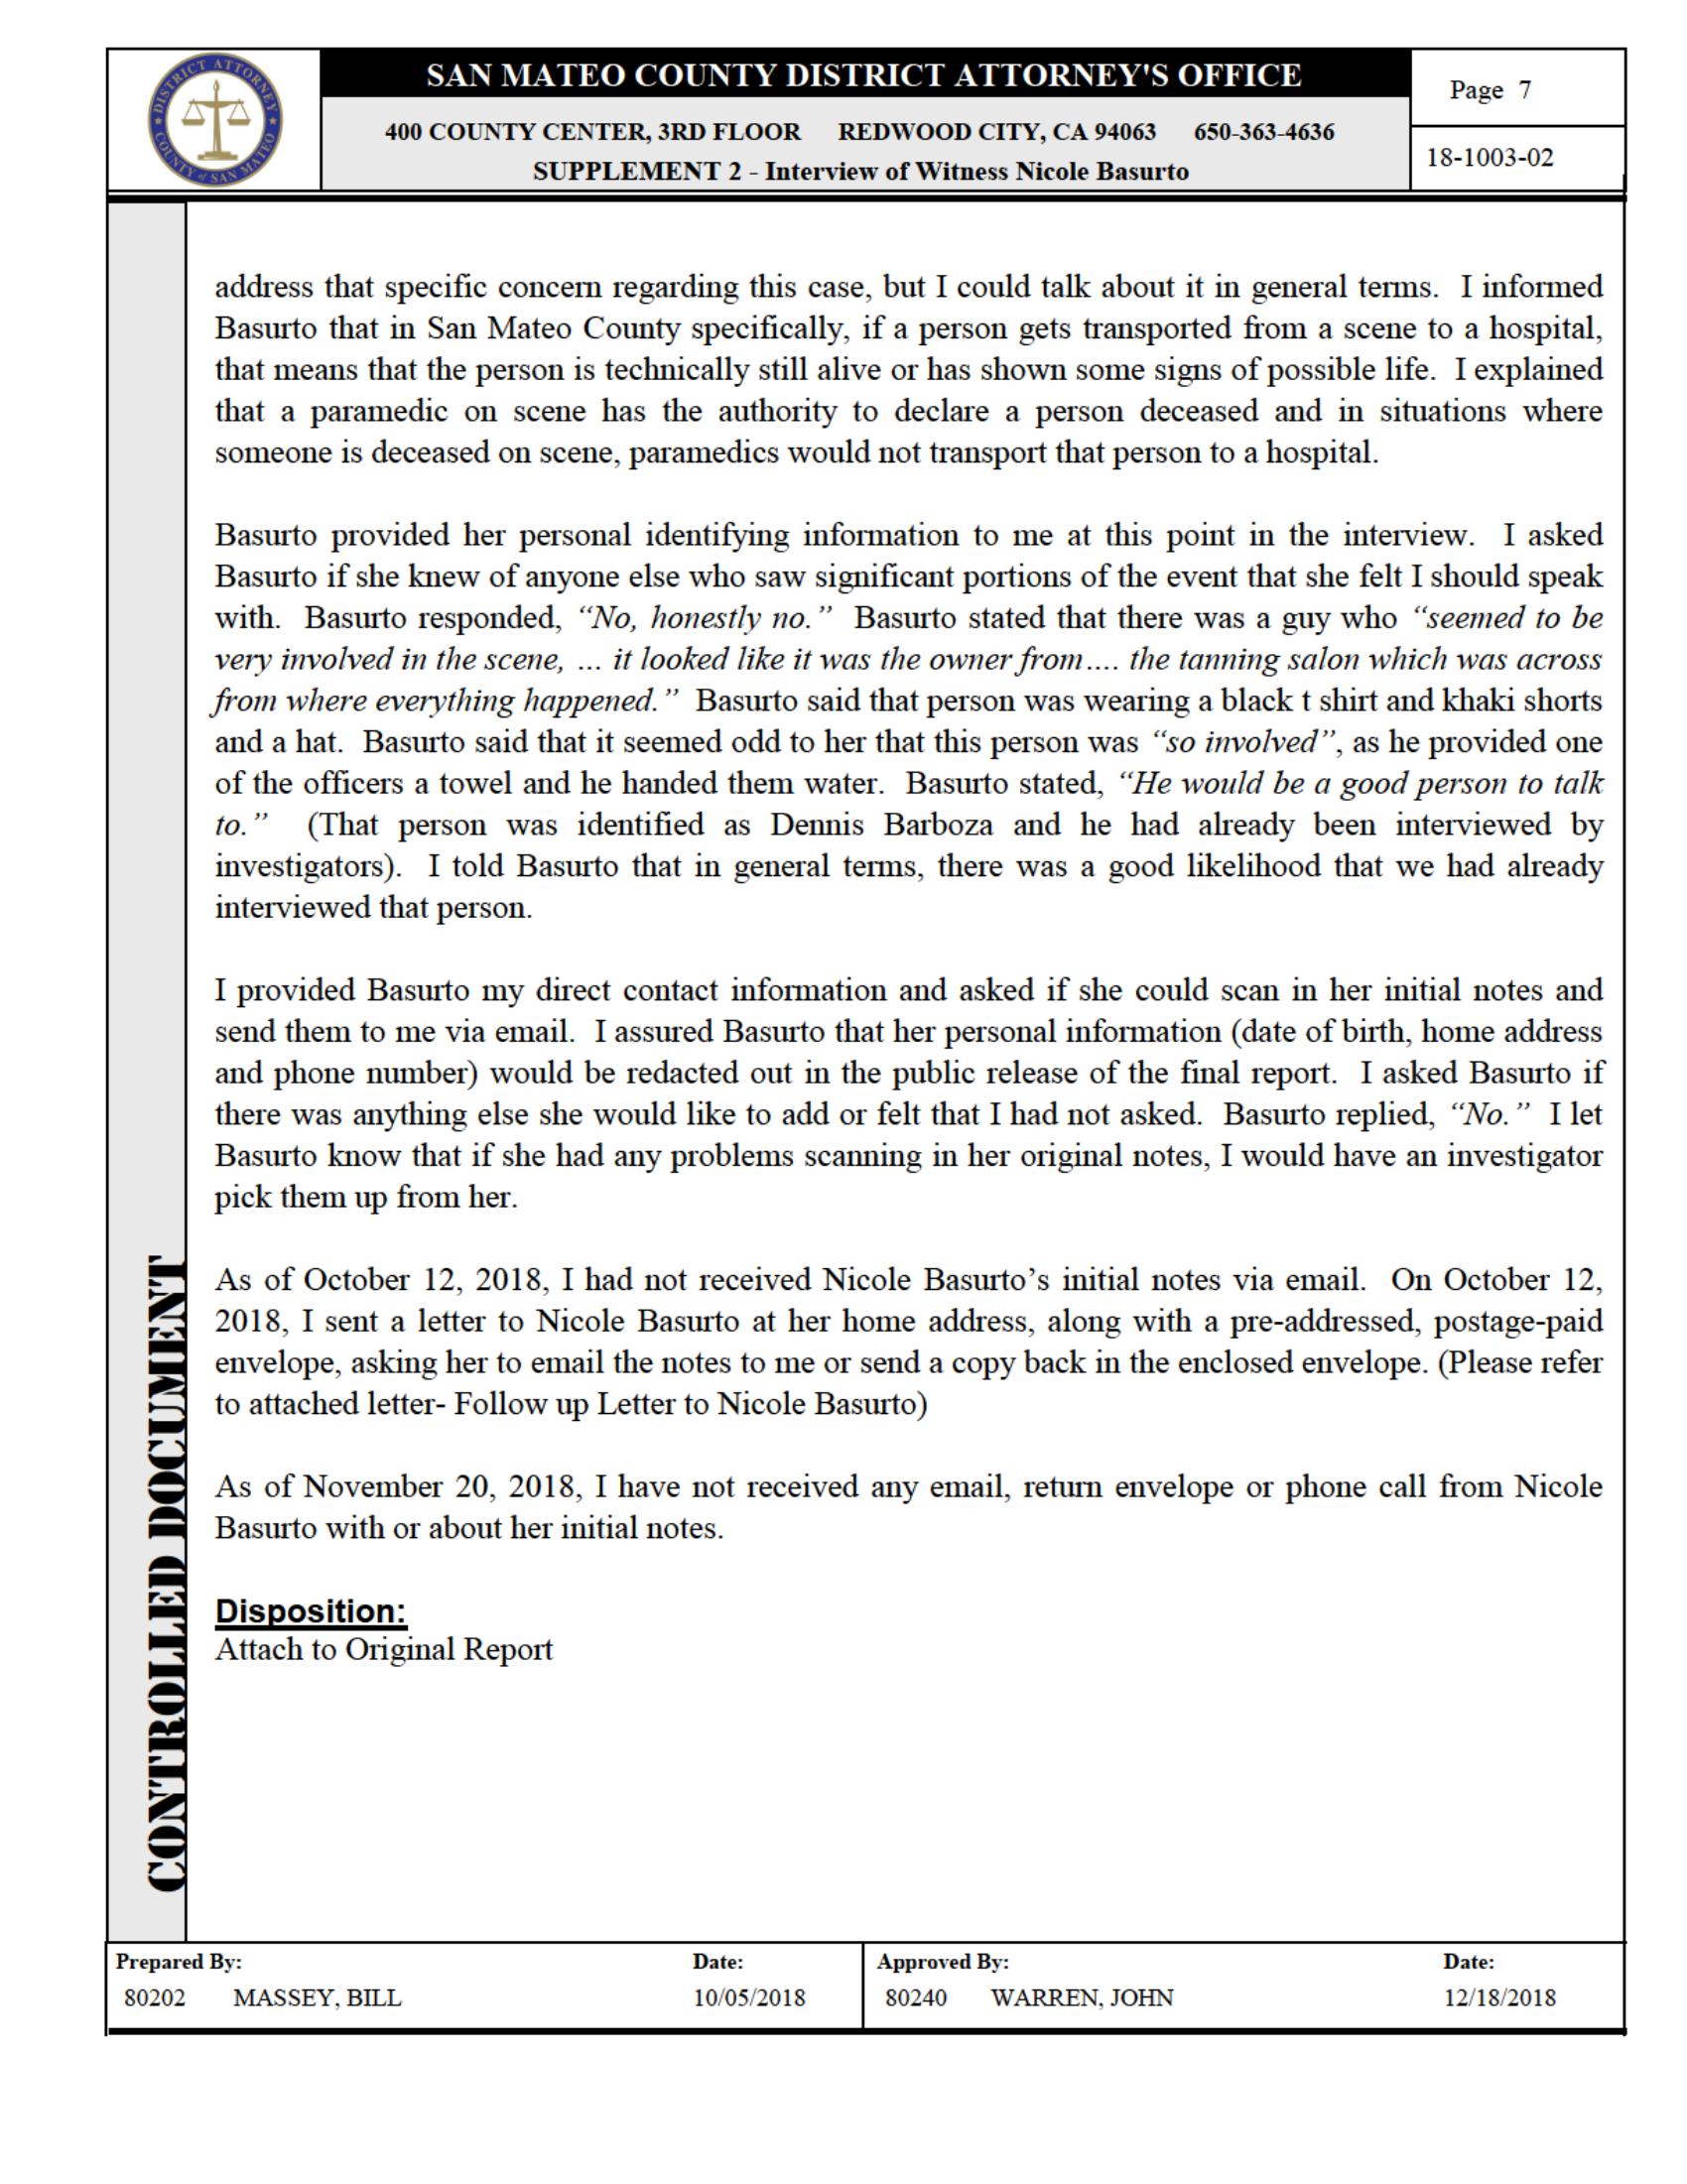 DISTRICT ATTORNEY
COUNTY of SAN MATEO
SAN MATEO COUNTY DISTRICT ATTORNEY'S OFFICE
400 COUNTY CENTER, 3RD FLOOR REDWOOD CITY, CA 94063 650-363-4636
SUPPLEMENT 2 - Interview of Witness Nicole Basurto
Page 7
18-1003-02
address that specific concern regarding this case, but I could talk about it in general terms. I informed
Basurto that in San Mateo County specifically, if a person gets transported from a scene to a hospital,
that means that the person is technically still alive or has shown some signs of possible life. I explained
that a paramedic on scene has the authority to declare a person deceased and in situations where
someone is deceased on scene, paramedics would not transport that person to a hospital.
Basurto provided her personal identifying information to me at this point in the interview. I asked
Basurto if she knew of anyone else who saw significant portions of the event that she felt I should speak
with. Basurto responded, “No, honestly no.” Basurto stated that there was a guy who “seemed to be
very involved in the scene, ... it looked like it was the owner from…. the tanning salon which was across
from where everything happened.” Basurto said that person was wearing a black t shirt and khaki shorts
and a hat. Basurto said that it seemed odd to her that this person was “so involved”, as he provided one
of the officers a towel and he handed them water. Basurto stated, “He would be a good person to talk
to.” (That person was identified as Dennis Barboza and he had already been interviewed by
investigators). I told Basurto that in general terms, there was a good likelihood that we had already
interviewed that person.
I provided Basurto my direct contact information and asked if she could scan in her initial notes and
send them to me via email. I assured Basurto that her personal information (date of birth, home address
and phone number) would be redacted out in the public release of the final report. I asked Basurto if
there was anything else she would like to add or felt that I had not asked. Basurto replied, “No.” I let
Basurto know that if she had any problems scanning in her original notes, I would have an investigator
pick them up from her.
As of October 12, 2018, I had not received Nicole Basurto’s initial notes via email. On October 12,
2018, I sent a letter to Nicole Basurto at her home address, along with a pre-addressed, postage-paid
envelope, asking her to email the notes to me or send a copy back in the enclosed envelope. (Please refer
to attached letter- Follow up Letter to Nicole Basurto)
As of November 20, 2018, I have not received any email, return envelope or phone call from Nicole
Basurto with or about her initial notes.
Disposition:
Attach to Original Report
CONTROLLED DOCUMENT
Prepared By: Date: Approved By: Date:
80202 MASSEY, BILL 10/05/2018 80240 WARREN, JOHN 12/18/2018